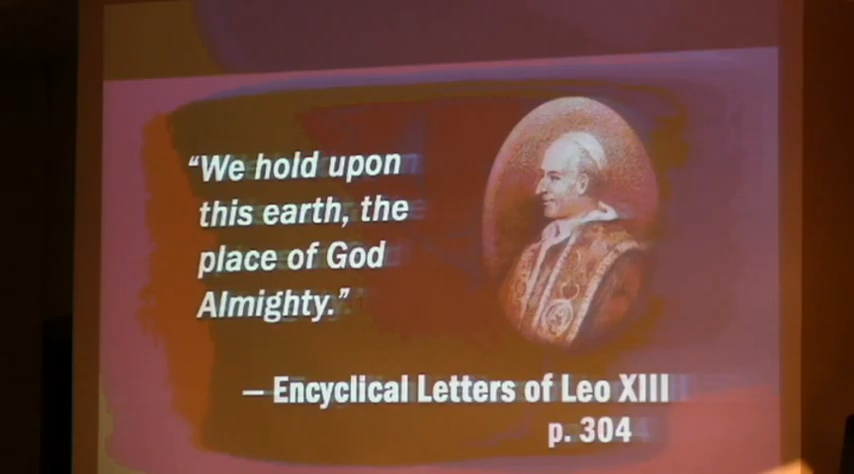 “We hold upon
this earth, the
place of God
Almighty.”
– Encyclical Letters of Leo XIII
p. 304